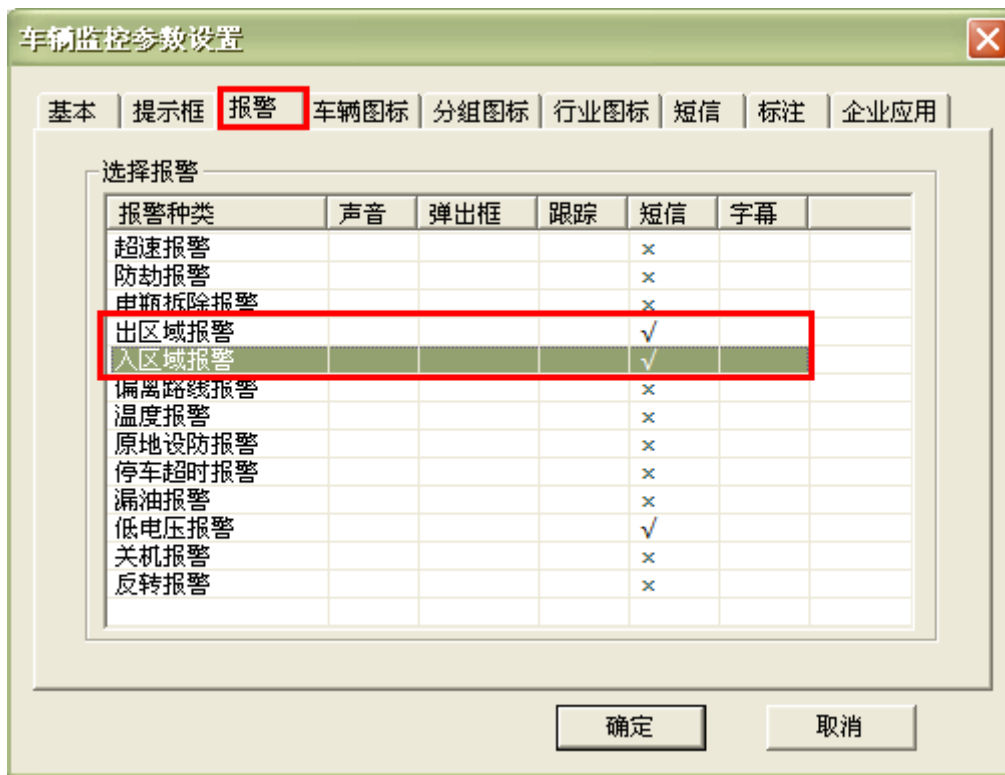 车辆监控参数设置
基本 提示框 报警 车辆图标 分组图标 行业图标 短信 标注 企业应用
选择报警
报警种类 声音 弹出框 跟踪 短信 字幕
超速报警 ×
防劫报警 ×
电瓶拆除报警 ×
出区域报警 √
入区域报警 √
偏离路线报警 ×
温度报警 ×
原地设防报警 ×
停车超时报警 ×
漏油报警 ×
低电压报警 √
关机报警 ×
反转报警 ×
确定 取消